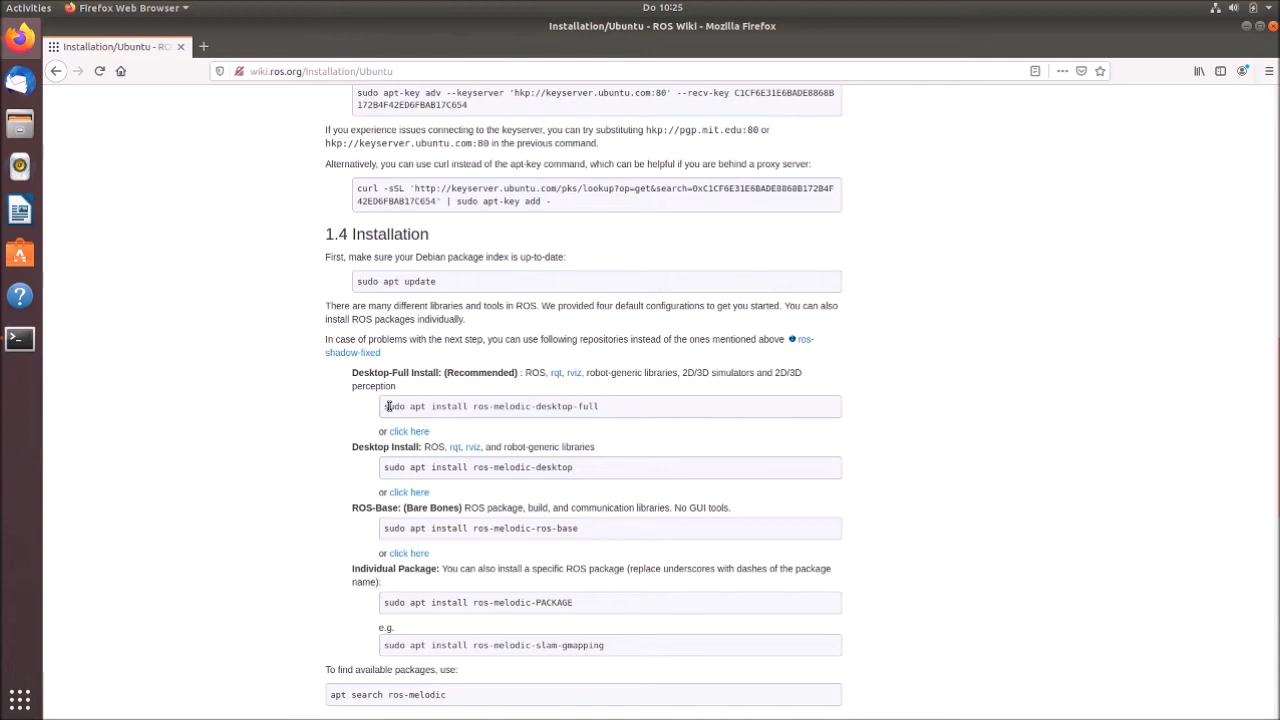 Activities
Firefox Web Browser
Do 10:25
Installation/Ubuntu - ROS Wiki - Mozilla Firefox
Installation/Ubuntu - RO
wiki.ros.org/Installation/Ubuntu
sudo apt-key adv --keyserver 'hkp://keyserver.ubuntu.com:80' --recv-key C1CF6E31E6BADE8868B
172B4F42ED6FBAB17C654
If you experience issues connecting to the keyserver, you can try substituting hkp://pgp.mit.edu:80 or
hkp://keyserver.ubuntu.com:80 in the previous command.
Alternatively, you can use curl instead of the apt-key command, which can be helpful if you are behind a proxy server:
curl -sSL 'http://keyserver.ubuntu.com/pks/lookup?op=get&search=0xC1CF6E31E6BADE8868B172B4F
42ED6FBAB17C654' | sudo apt-key add -
1.4 Installation
First, make sure your Debian package index is up-to-date:
sudo apt update
There are many different libraries and tools in ROS. We provided four default configurations to get you started. You can also
install ROS packages individually.
In case of problems with the next step, you can use following repositories instead of the ones mentioned above ros-
shadow-fixed
Desktop-Full Install: (Recommended) : ROS, rqt, rviz, robot-generic libraries, 2D/3D simulators and 2D/3D
perception
sudo apt install ros-melodic-desktop-full
or click here
Desktop Install: ROS, rqt, rviz, and robot-generic libraries
sudo apt install ros-melodic-desktop
or click here
ROS-Base: (Bare Bones) ROS package, build, and communication libraries. No GUI tools.
sudo apt install ros-melodic-ros-base
or click here
Individual Package: You can also install a specific ROS package (replace underscores with dashes of the package
name):
sudo apt install ros-melodic-PACKAGE
e.g.
sudo apt install ros-melodic-slam-gmapping
To find available packages, use:
apt search ros-melodic